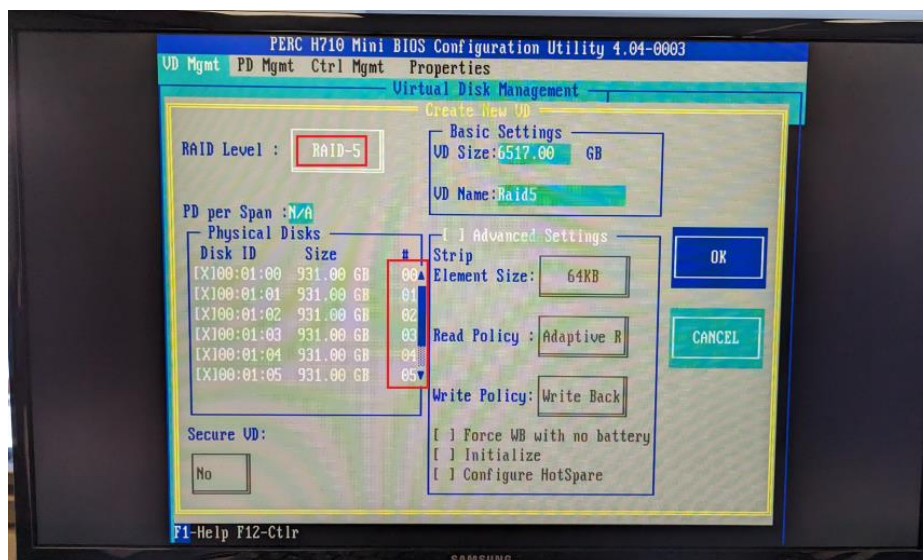 PERC H710 Mini BIOS Configuration Utility 4.04-0003
VD Mgmt PD Mgmt Ctrl Mgmt Properties
Virtual Disk Management
Create New VD
RAID Level : RAID-5
Basic Settings
VD Size:6517.00 GB
VD Name:Raid5
PD per Span :N/A
Physical Disks
Disk ID Size #
[X]00:01:00 931.00 GB 00
[X]00:01:01 931.00 GB 01
[X]00:01:02 931.00 GB 02
[X]00:01:03 931.00 GB 03
[X]00:01:04 931.00 GB 04
[X]00:01:05 931.00 GB 05
[ ] Advanced Settings
Strip
Element Size: 64KB
Read Policy : Adaptive R
Write Policy: Write Back
[ ] Force WB with no battery
[ ] Initialize
[ ] Configure HotSpare
OK
CANCEL
Secure VD:
No
F1-Help F12-Ctlr
SAMSUNG